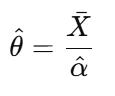 θ̂ = X̄ / α̂